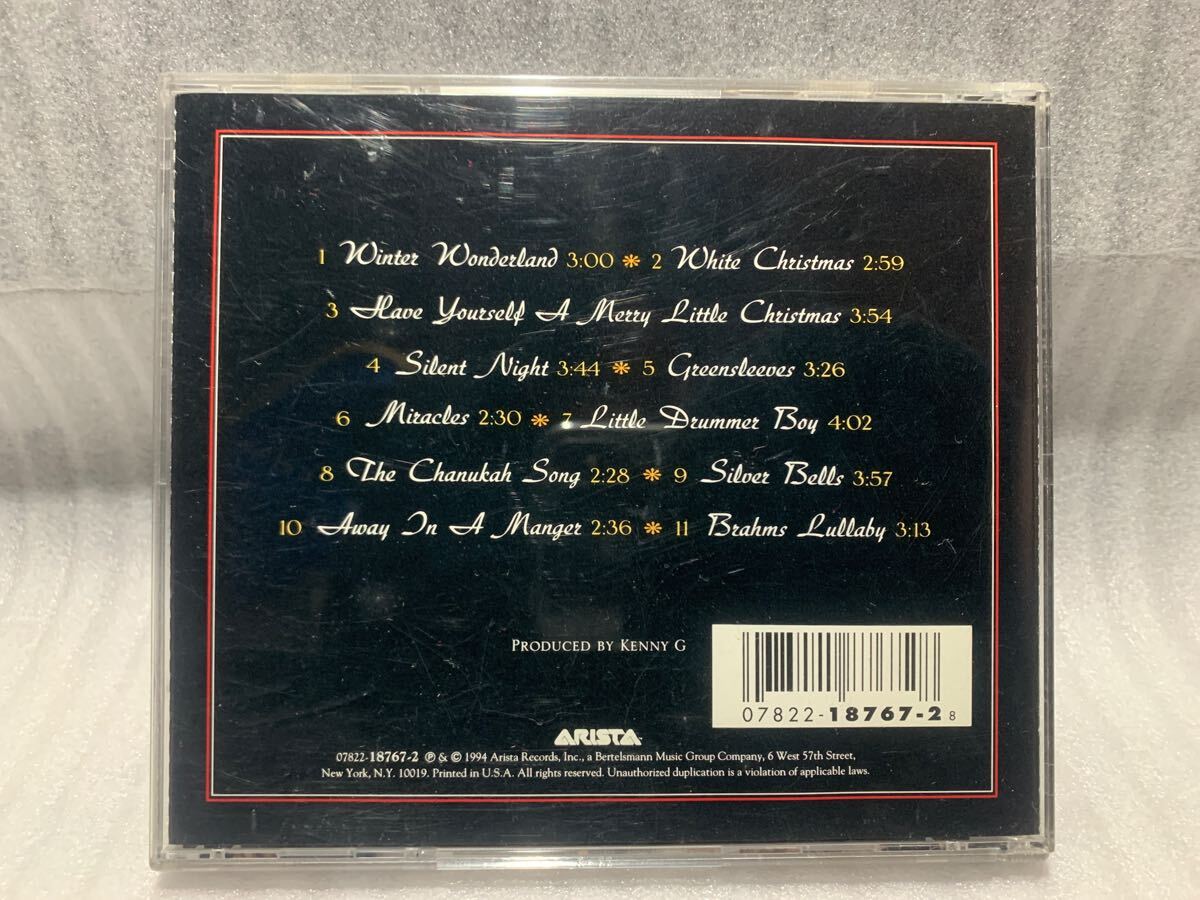 1 Winter Wonderland 3:00 * 2 White Christmas 2:59
3 Have Yourself A Merry Little Christmas 3:54
4 Silent Night 3:44 * 5 Greensleeves 3:26
6 Miracles 2:30 * 7 Little Drummer Boy 4:02
8 The Chanukah Song 2:28 * 9 Silver Bells 3:57
10 Away In A Manger 2:36 * 11 Brahms Lullaby 3:13
PRODUCED BY KENNY G
07822-18767-2 8
ARISTA
07822-18767-2 ℗ & © 1994 Arista Records, Inc., a Bertelsmann Music Group Company, 6 West 57th Street,
New York, N.Y. 10019. Printed in U.S.A. All rights reserved. Unauthorized duplication is a violation of applicable laws.